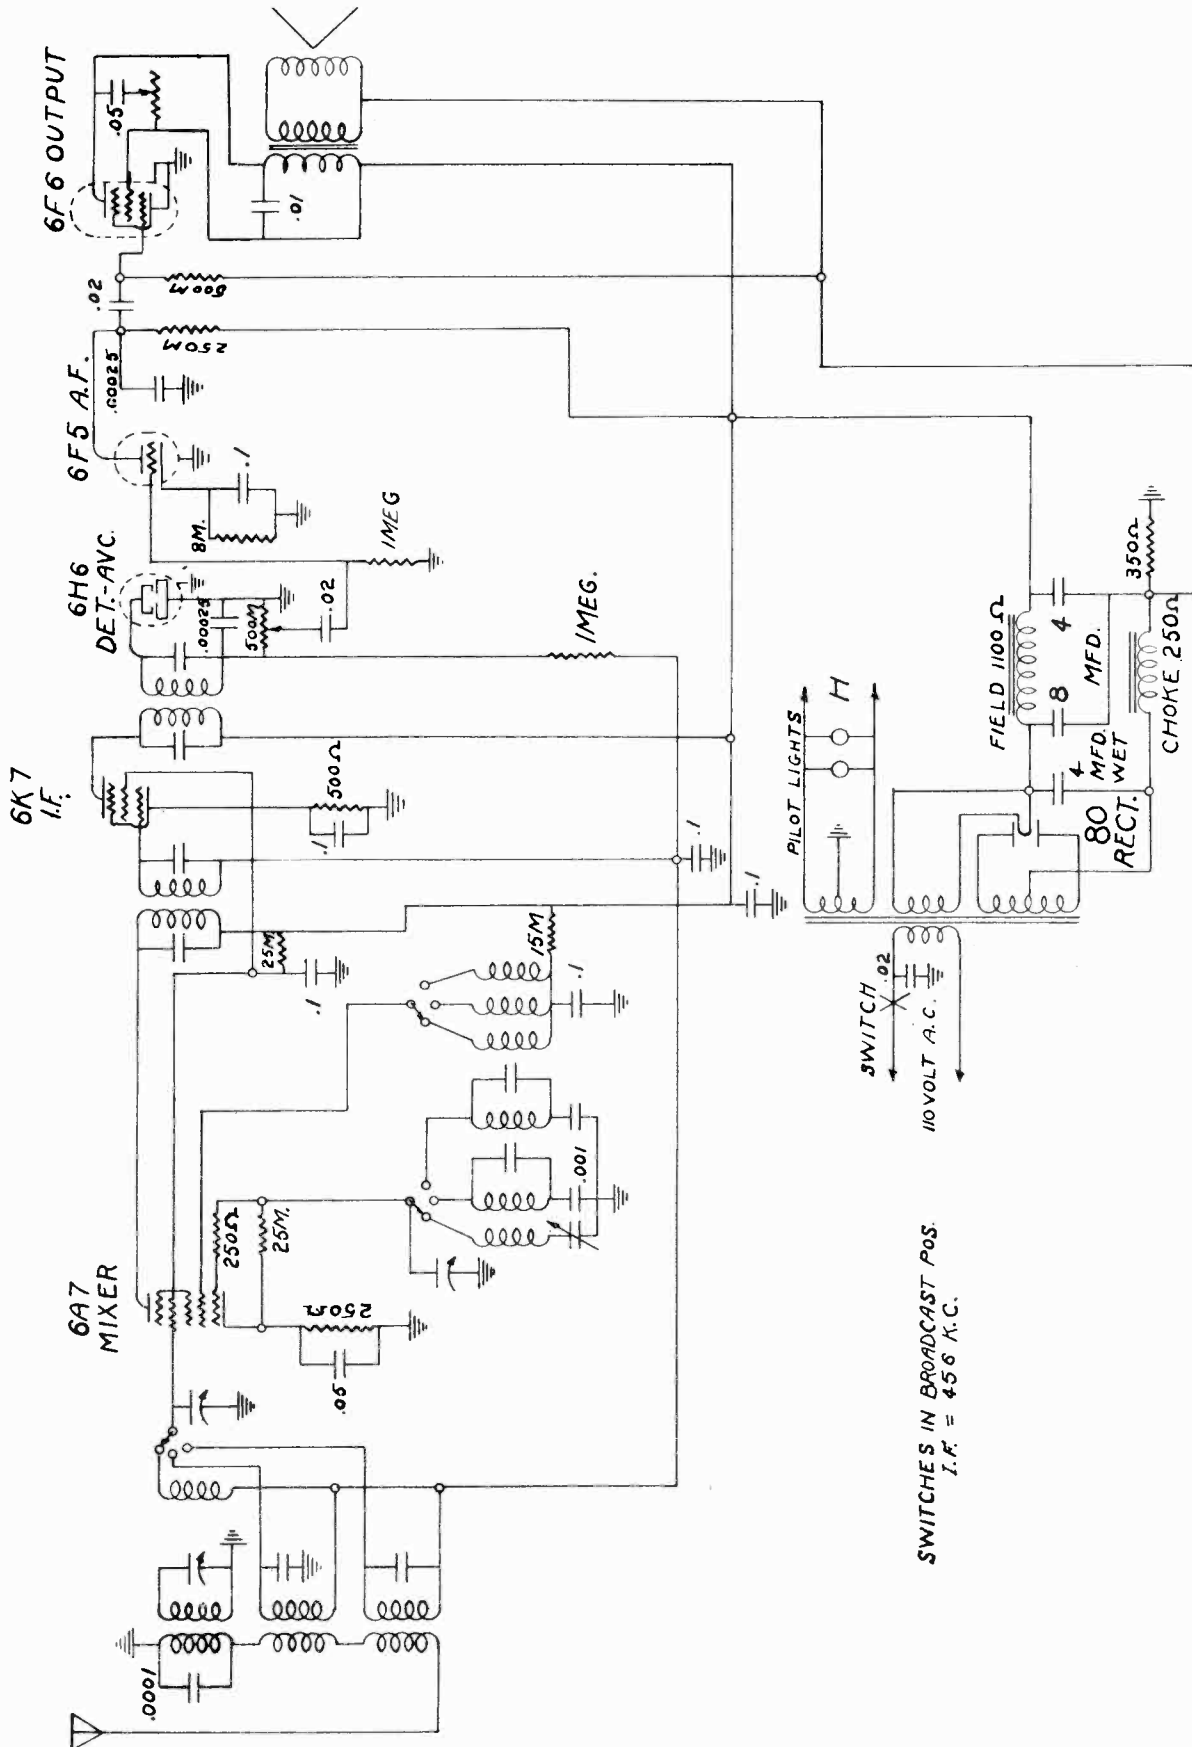 6F6 OUTPUT
.05
.01
.02
600M
250M
.00025
6F5 A.F.
.1
8M.
1MEG
6H6
DET.-AVC.
.00025
500M
.02
1MEG.
6K7
I.F.
500Ω
.1
.1
.1
25M
.1
15M
.1
6A7
MIXER
250Ω
25M.
250Ω
.05
.001
.0001
PILOT LIGHTS
H
FIELD 1100Ω
8
4
MFD.
4
MFD.
WET
80
RECT.
CHOKE 250Ω
350Ω
SWITCH
.02
110 VOLT A.C.
SWITCHES IN BROADCAST POS.
I.F. = 456 K.C.